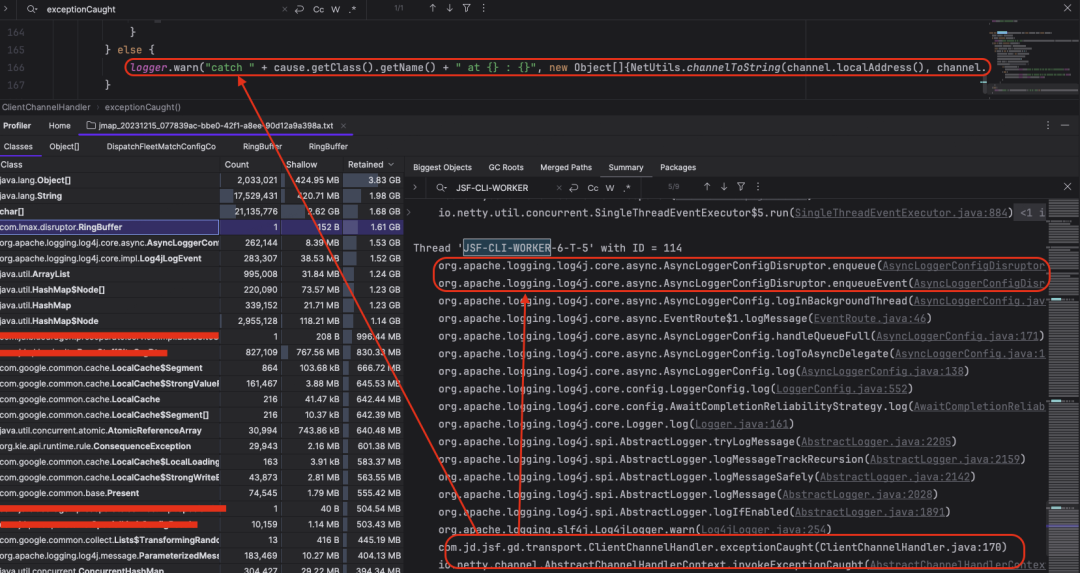 exceptionCaught
Cc W .* 1/1
164 }
165 } else {
166 logger.warn("catch " + cause.getClass().getName() + " at {} : {}", new Object[]{NetUtils.channelToString(channel.localAddress(), channel.
167 }
ClientChannelHandler › exceptionCaught()
Profiler Home jmap_20231215_077839ac-bbe0-42f1-a8ee-90d12a9a398a.txt
Classes Object[] DispatchFleetMatchConfigCo RingBuffer RingBuffer
Class Count Shallow Retained
java.lang.Object[] 2,033,021 424.95 MB 3.83 GB
java.lang.String 17,529,431 420.71 MB 1.98 GB
char[] 21,135,776 2.62 GB 1.68 GB
com.lmax.disruptor.RingBuffer 1 152 B 1.61 GB
org.apache.logging.log4j.core.async.AsyncLoggerCon 262,144 8.39 MB 1.53 GB
org.apache.logging.log4j.core.impl.Log4jLogEvent 283,307 38.53 MB 1.52 GB
java.util.ArrayList 995,008 31.84 MB 1.24 GB
java.util.HashMap$Node[] 220,090 73.57 MB 1.23 GB
java.util.HashMap 339,152 21.71 MB 1.23 GB
java.util.HashMap$Node 2,955,128 118.21 MB 1.14 GB
1 208 B 996.44 MB
827,109 767.56 MB 830.33 MB
com.google.common.cache.LocalCache$Segment 864 103.68 kB 666.72 MB
com.google.common.cache.LocalCache$StrongValueR 161,467 3.88 MB 645.53 MB
com.google.common.cache.LocalCache 216 41.47 kB 642.44 MB
com.google.common.cache.LocalCache$Segment[] 216 10.37 kB 642.39 MB
java.util.concurrent.atomic.AtomicReferenceArray 30,994 743.86 kB 640.48 MB
org.kie.api.runtime.rule.ConsequenceException 29,943 2.16 MB 601.38 MB
com.google.common.cache.LocalCache$LocalLoading 163 3.91 kB 583.37 MB
com.google.common.cache.LocalCache$StrongWriteE 43,873 2.81 MB 563.55 MB
com.google.common.base.Present 74,545 1.79 MB 555.42 MB
1 40 B 504.54 MB
10,159 1.14 MB 503.43 MB
com.google.common.collect.Lists$TransformingRando 13 416 B 445.19 MB
org.apache.logging.log4j.message.ParameterizedMess 183,469 10.27 MB 404.13 MB
java.util.concurrent.ConcurrentHashMap 304,427 29.22 MB 394.34 MB
Biggest Objects GC Roots Merged Paths Summary Packages
JSF-CLI-WORKER Cc W .* 5/8
io.netty.util.concurrent.SingleThreadEventExecutor$5.run(SingleThreadEventExecutor.java:884) <1 i
Thread 'JSF-CLI-WORKER-6-T-5' with ID = 114
org.apache.logging.log4j.core.async.AsyncLoggerConfigDisruptor.enqueue(AsyncLoggerConfigDisruptor
org.apache.logging.log4j.core.async.AsyncLoggerConfigDisruptor.enqueueEvent(AsyncLoggerConfigDisr
org.apache.logging.log4j.core.async.AsyncLoggerConfig.logInBackgroundThread(AsyncLoggerConfig.jav
org.apache.logging.log4j.core.async.EventRoute$1.logMessage(EventRoute.java:46)
org.apache.logging.log4j.core.async.AsyncLoggerConfig.handleQueueFull(AsyncLoggerConfig.java:171)
org.apache.logging.log4j.core.async.AsyncLoggerConfig.logToAsyncDelegate(AsyncLoggerConfig.java:1
org.apache.logging.log4j.core.async.AsyncLoggerConfig.log(AsyncLoggerConfig.java:138)
org.apache.logging.log4j.core.config.LoggerConfig.log(LoggerConfig.java:552)
org.apache.logging.log4j.core.config.AwaitCompletionReliabilityStrategy.log(AwaitCompletionReliab
org.apache.logging.log4j.core.Logger.log(Logger.java:161)
org.apache.logging.log4j.spi.AbstractLogger.tryLogMessage(AbstractLogger.java:2205)
org.apache.logging.log4j.spi.AbstractLogger.logMessageTrackRecursion(AbstractLogger.java:2159)
org.apache.logging.log4j.spi.AbstractLogger.logMessageSafely(AbstractLogger.java:2142)
org.apache.logging.log4j.spi.AbstractLogger.logMessage(AbstractLogger.java:2028)
org.apache.logging.log4j.spi.AbstractLogger.logIfEnabled(AbstractLogger.java:1891)
org.apache.logging.slf4j.Log4jLogger.warn(Log4jLogger.java:254)
com.jd.jsf.gd.transport.ClientChannelHandler.exceptionCaught(ClientChannelHandler.java:170)
io.netty.channel.AbstractChannelHandlerContext.invokeExceptionCaught(AbstractChannelHandlerContex